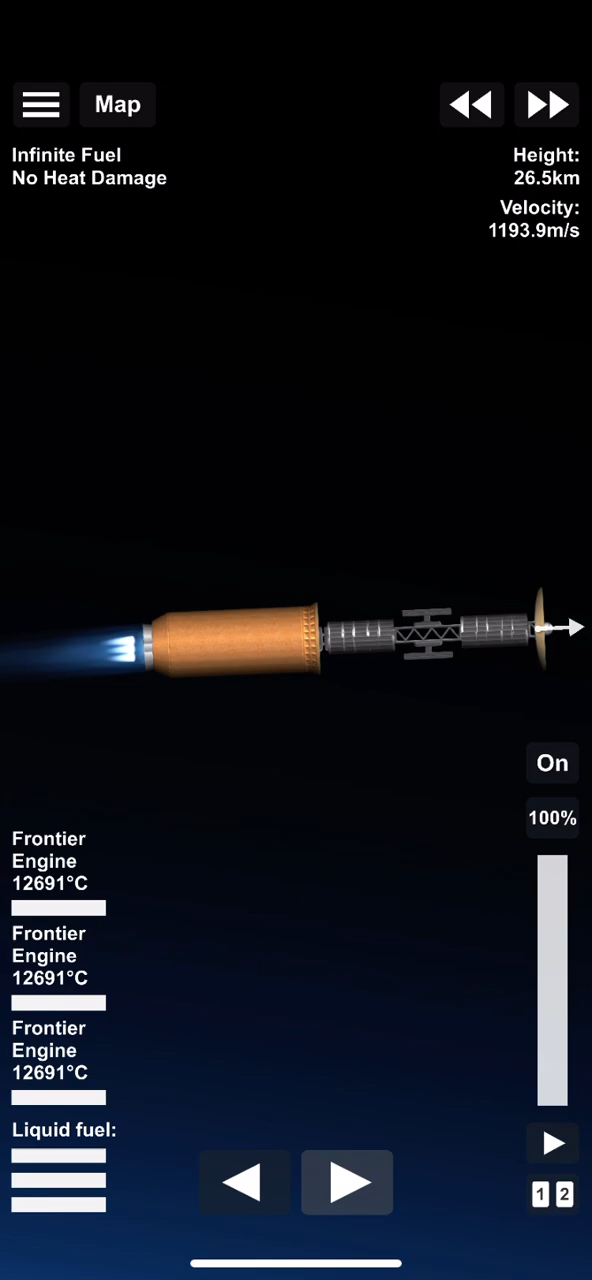 Map
Infinite Fuel
No Heat Damage
Height:
26.5km
Velocity:
1193.9m/s
On
100%
Frontier
Engine
12691°C
Frontier
Engine
12691°C
Frontier
Engine
12691°C
Liquid fuel:
1 2